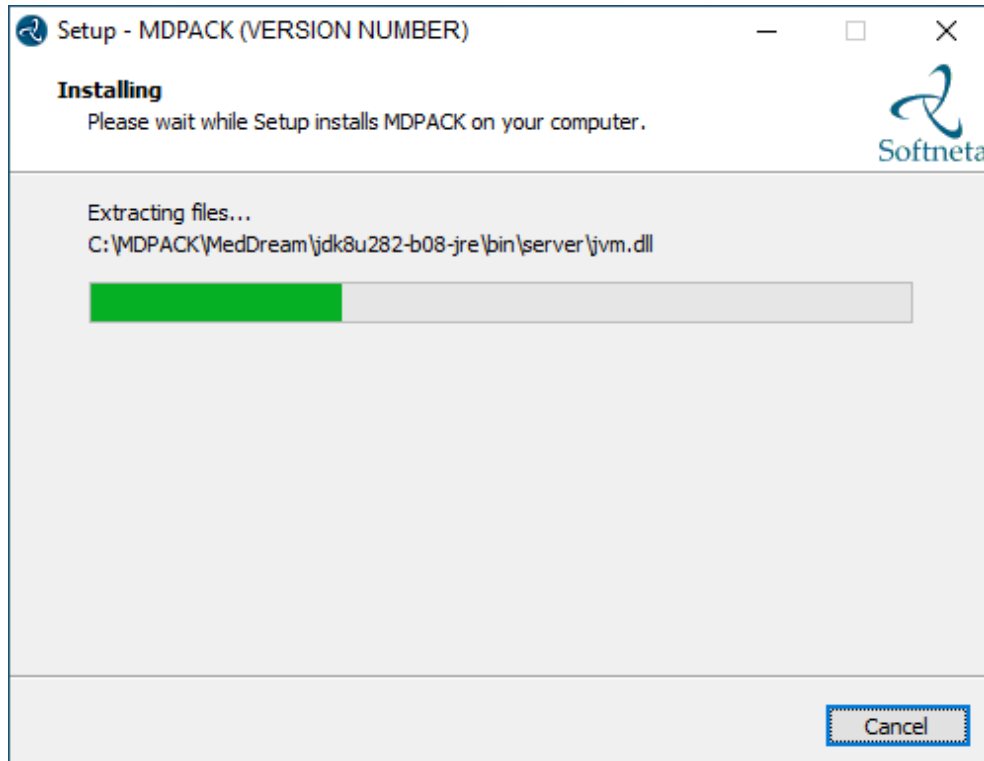 Setup - MDPACK (VERSION NUMBER)
Installing
Please wait while Setup installs MDPACK on your computer.
Softneta
Extracting files...
C:\MDPACK\MedDream\jdk8u282-b08-jre\bin\server\jvm.dll
Cancel